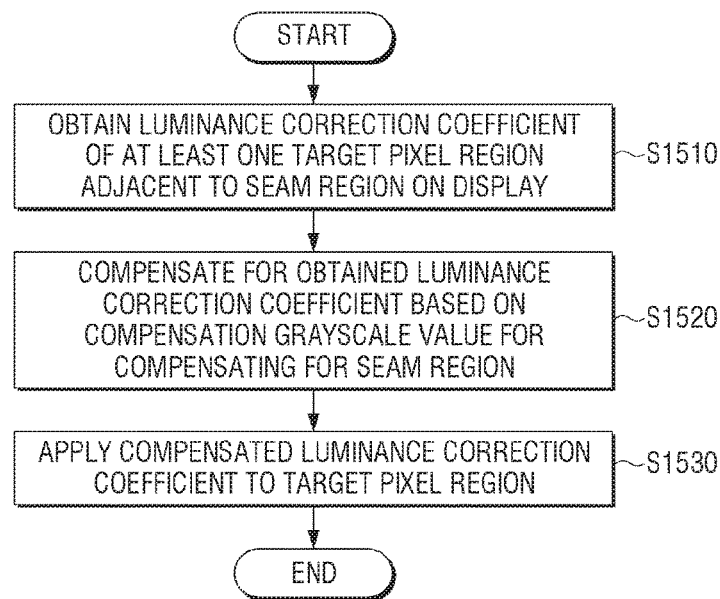 START
OBTAIN LUMINANCE CORRECTION COEFFICIENT
OF AT LEAST ONE TARGET PIXEL REGION
ADJACENT TO SEAM REGION ON DISPLAY
S1510
COMPENSATE FOR OBTAINED LUMINANCE
CORRECTION COEFFICIENT BASED ON
COMPENSATION GRAYSCALE VALUE FOR
COMPENSATING FOR SEAM REGION
S1520
APPLY COMPENSATED LUMINANCE CORRECTION
COEFFICIENT TO TARGET PIXEL REGION
S1530
END